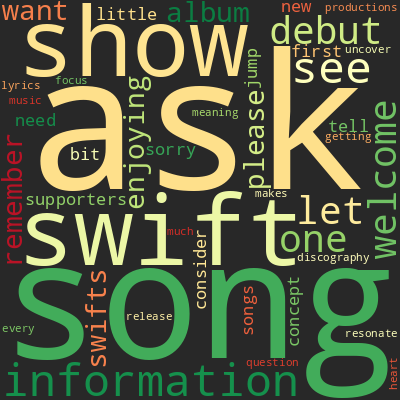 want
little
album
new
productions
show
debut
first
uncover
see
lyrics
focus
music
ask
jump
need
enjoying
meaning
please
tell
getting
welcome
remember
bit
sorry
supporters
makes
let
swift
one
much
consider
discography
song
swifts
release
songs
concept
every
resonate
question
information
heart